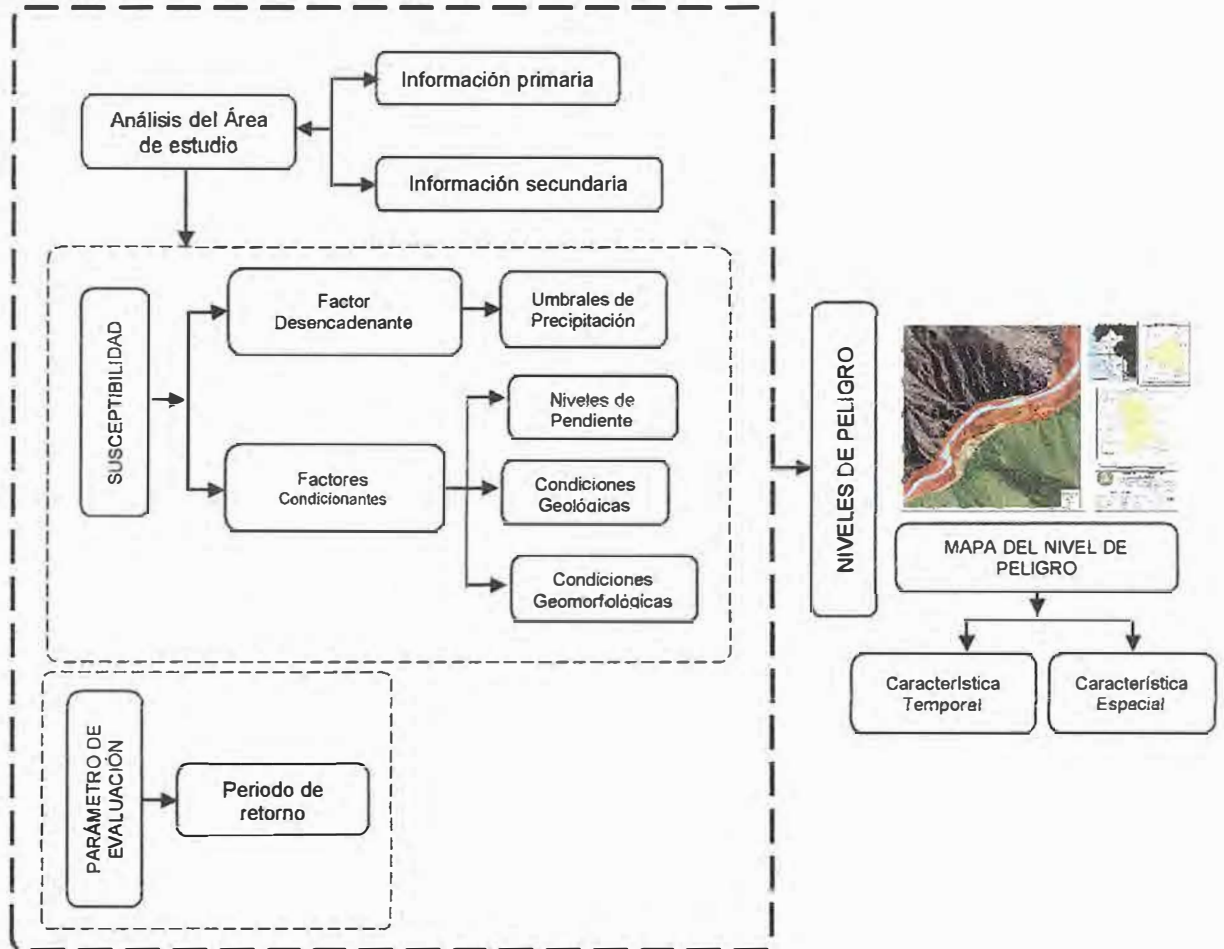 Información primaria
Análisis del Área
de estudio
Información secundaria
SUSCEPTIBILIDAD
Factor
Desencadenante
Umbrales de
Precipitación
Factores
Condicionantes
Niveles de
Pendiente
Condiciones
Geológicas
Condiciones
Geomorfológicas
PARÁMETRO DE
EVALUACIÓN
Periodo de
retorno
NIVELES DE PELIGRO
MAPA DEL NIVEL DE
PELIGRO
Característica
Temporal
Característica
Espacial